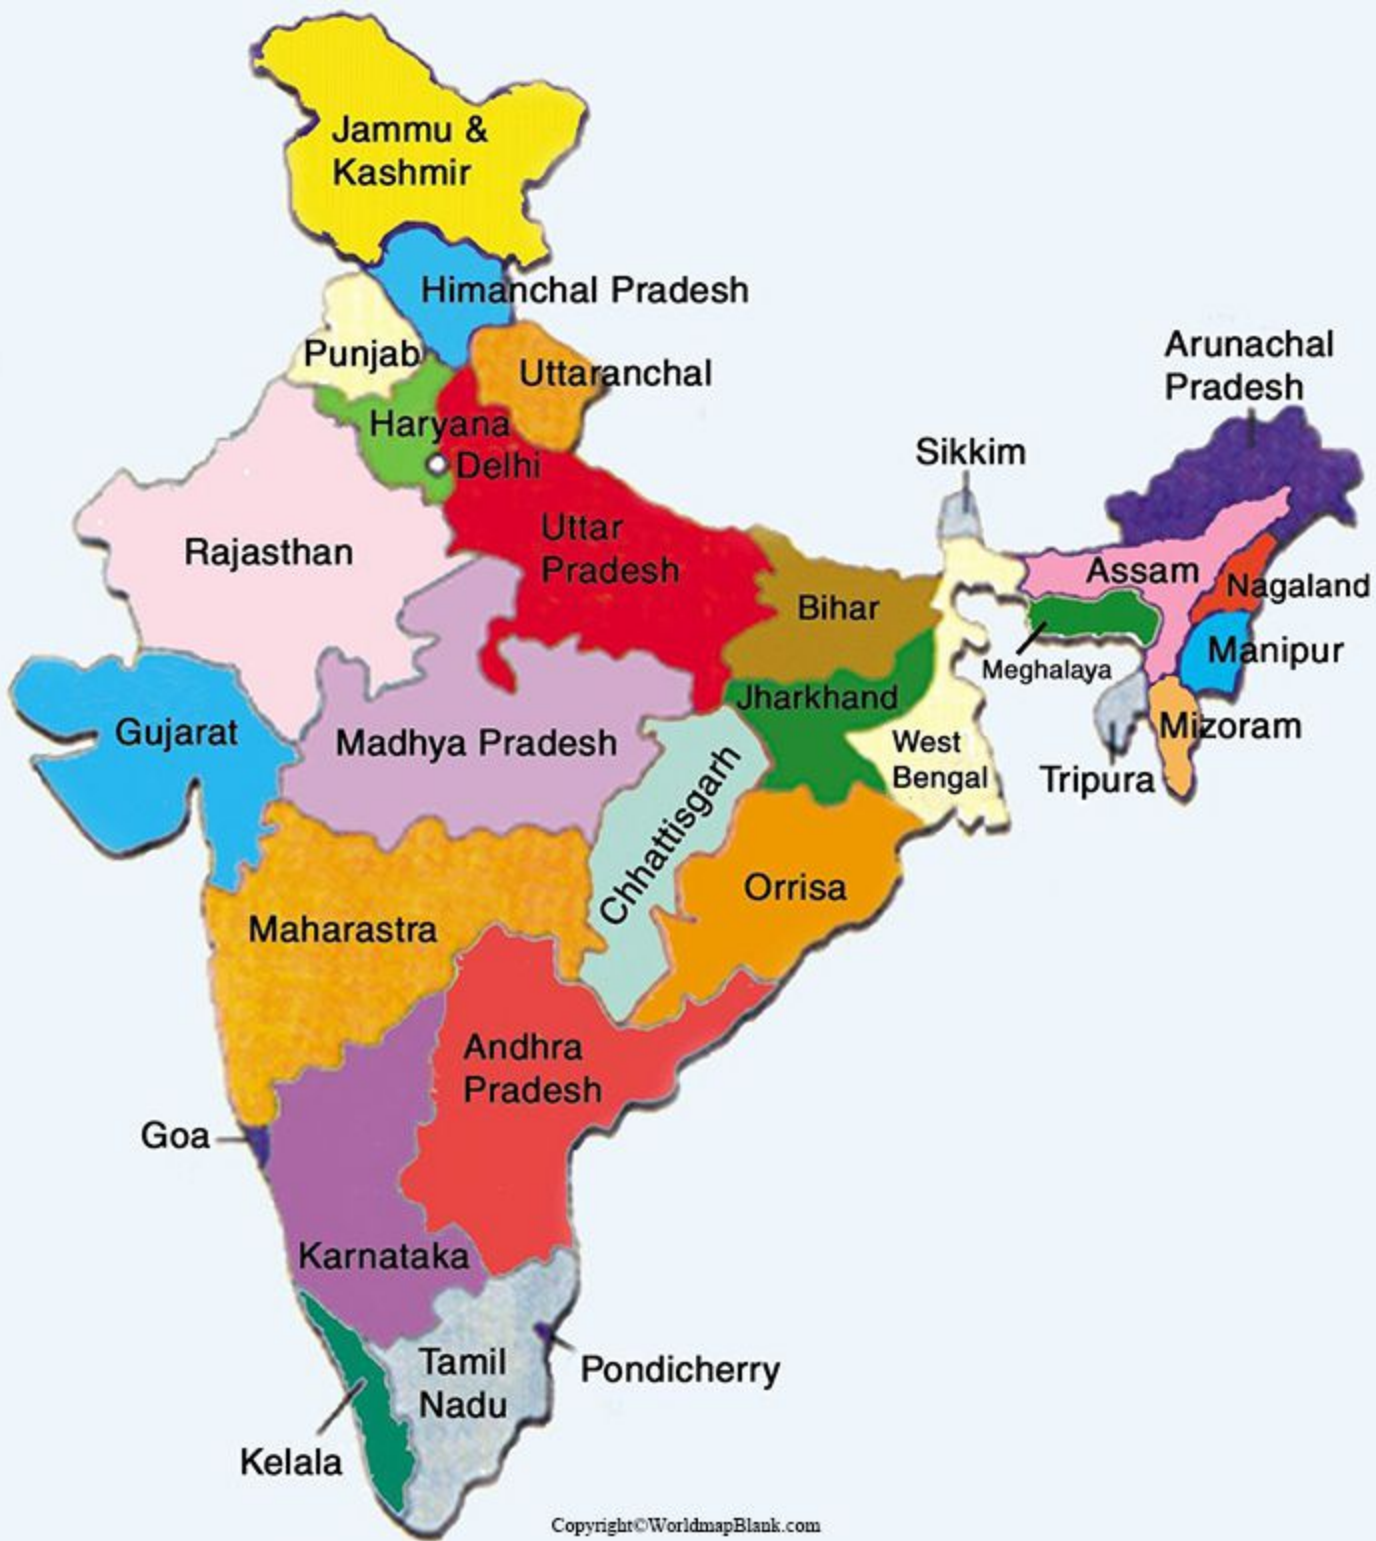 Jammu &
Kashmir
Himanchal Pradesh
Punjab
Uttaranchal
Arunachal
Pradesh
Haryana
Delhi
Sikkim
Uttar
Pradesh
Rajasthan
Assam
Nagaland
Bihar
Manipur
Meghalaya
Jharkhand
Gujarat
Madhya Pradesh
West
Bengal
Mizoram
Tripura
Chhattisgarh
Orrisa
Maharastra
Andhra
Pradesh
Goa
Karnataka
Tamil
Nadu
Pondicherry
Kelala
Copyright©WorldmapBlank.com